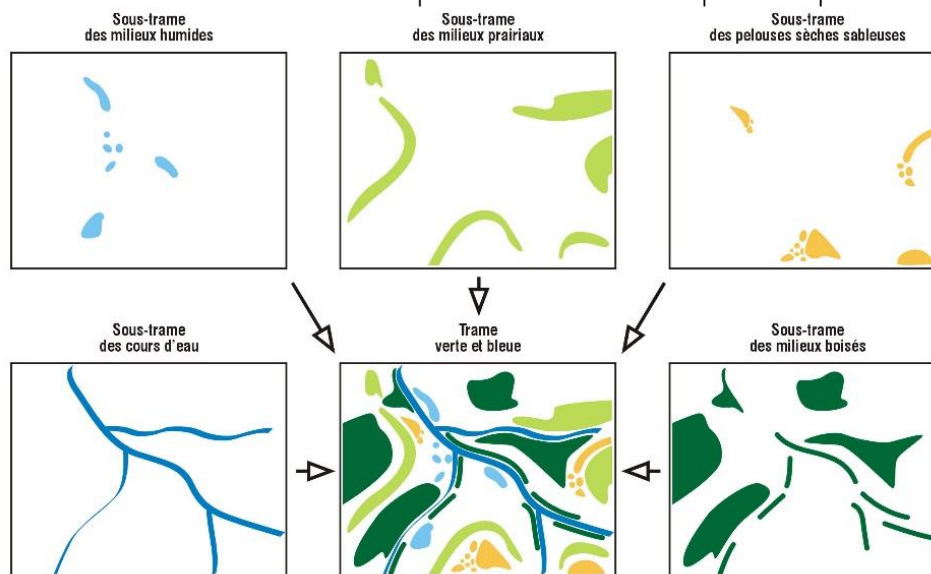 Sous-trame
des milieux humides
Sous-trame
des milieux prairiaux
Sous-trame
des pelouses sèches sableuses
Sous-trame
des cours d'eau
Trame
verte et bleue
Sous-trame
des milieux boisés